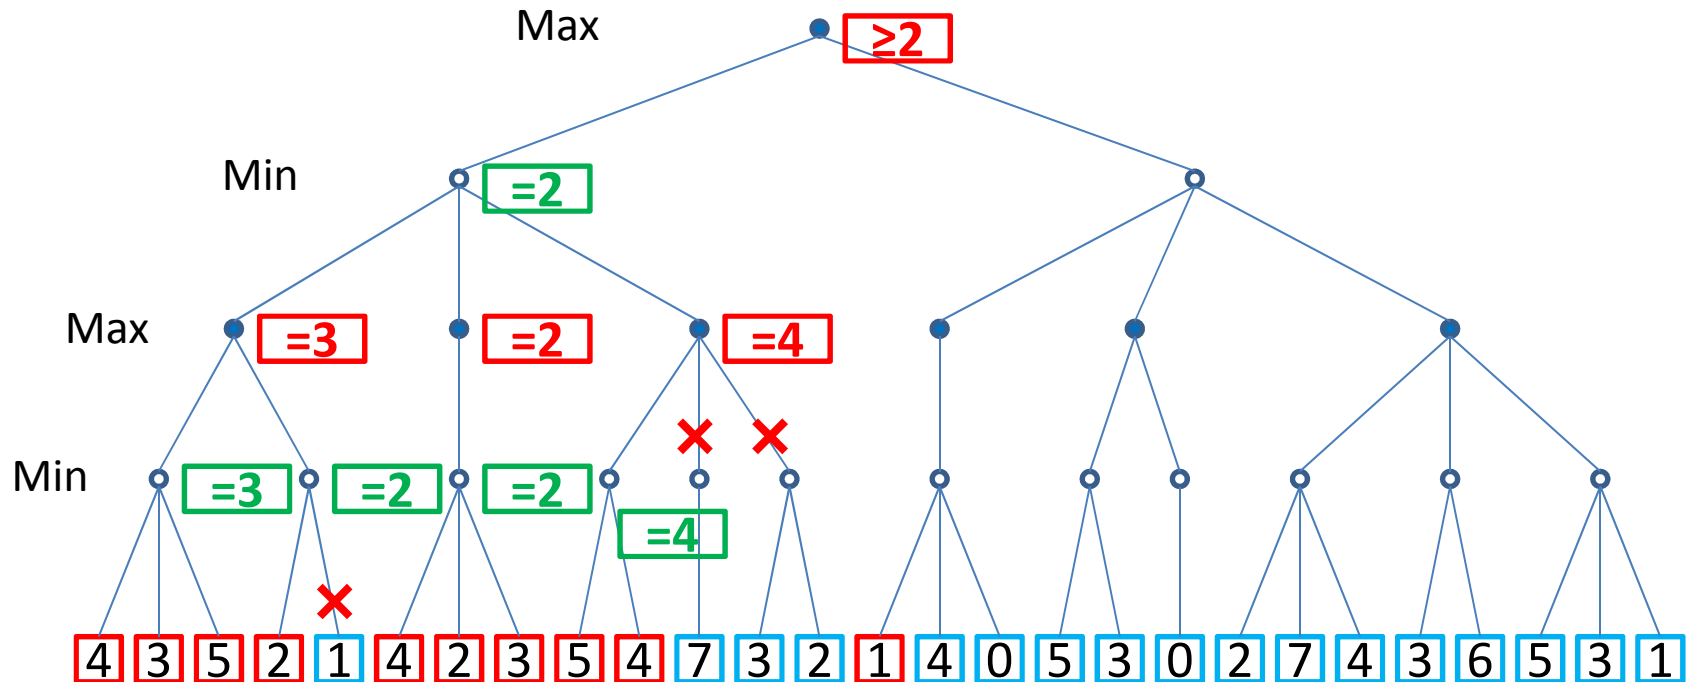 Max ≥2
Min =2
Max =3 =2 =4
Min =3 =2 =2
=4
4 3 5 2 1 4 2 3 5 4 7 3 2 1 4 0 5 3 0 2 7 4 3 6 5 3 1